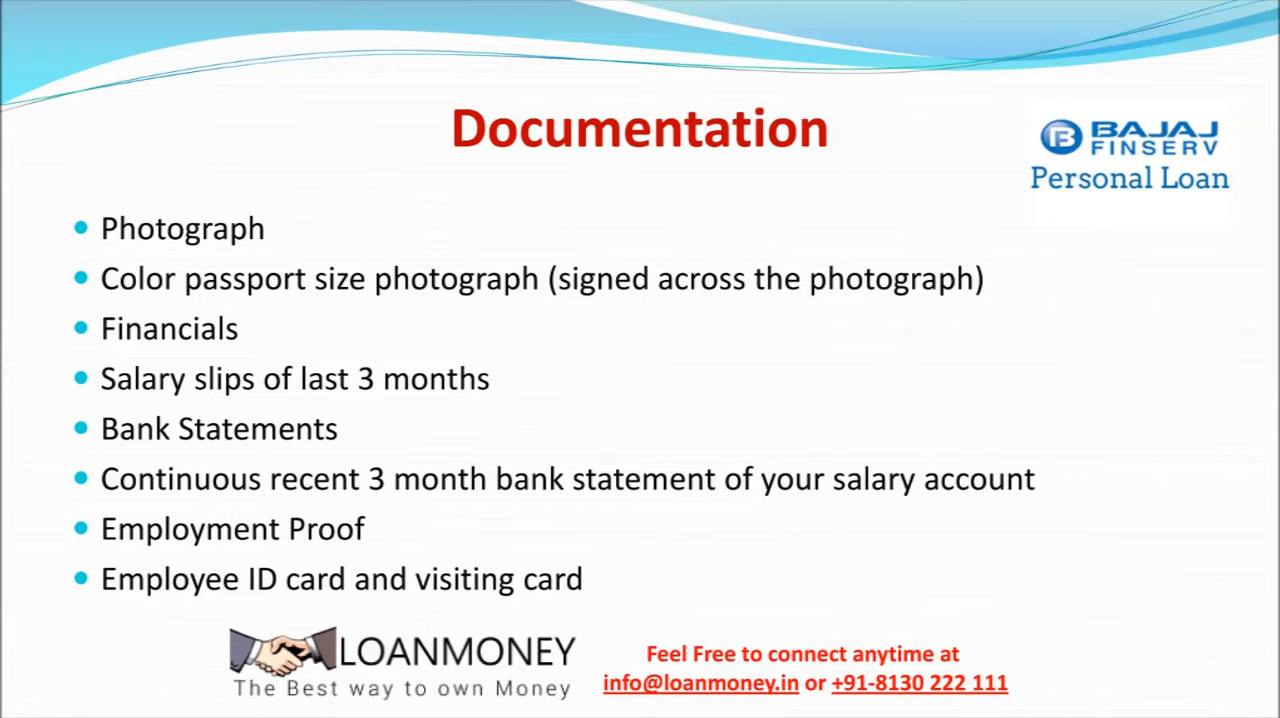 Documentation
BAJAJ
FINSERV
Personal Loan
Photograph
Color passport size photograph (signed across the photograph)
Financials
Salary slips of last 3 months
Bank Statements
Continuous recent 3 month bank statement of your salary account
Employment Proof
Employee ID card and visiting card
LOANMONEY
The Best way to own Money
Feel Free to connect anytime at
info@loanmoney.in or +91-8130 222 111